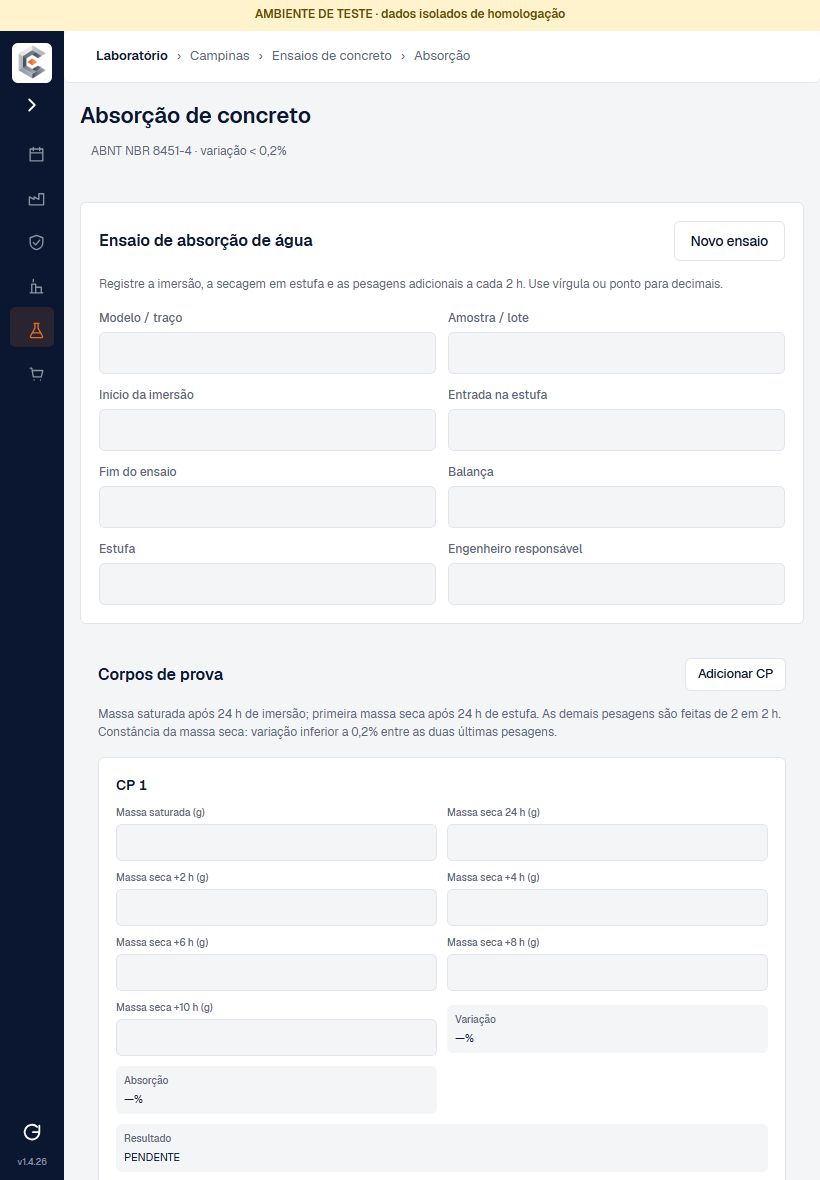 AMBIENTE DE TESTE · dados isolados de homologação
Laboratório › Campinas › Ensaios de concreto › Absorção
Absorção de concreto
ABNT NBR 8451-4 · variação < 0,2%
Ensaio de absorção de água
Novo ensaio
Registre a imersão, a secagem em estufa e as pesagens adicionais a cada 2 h. Use vírgula ou ponto para decimais.
Modelo / traço
Amostra / lote
Início da imersão
Entrada na estufa
Fim do ensaio
Balança
Estufa
Engenheiro responsável
Corpos de prova
Adicionar CP
Massa saturada após 24 h de imersão; primeira massa seca após 24 h de estufa. As demais pesagens são feitas de 2 em 2 h.
Constância da massa seca: variação inferior a 0,2% entre as duas últimas pesagens.
CP 1
Massa saturada (g)
Massa seca 24 h (g)
Massa seca +2 h (g)
Massa seca +4 h (g)
Massa seca +6 h (g)
Massa seca +8 h (g)
Massa seca +10 h (g)
Variação
—%
Absorção
—%
Resultado
PENDENTE
v1.4.26